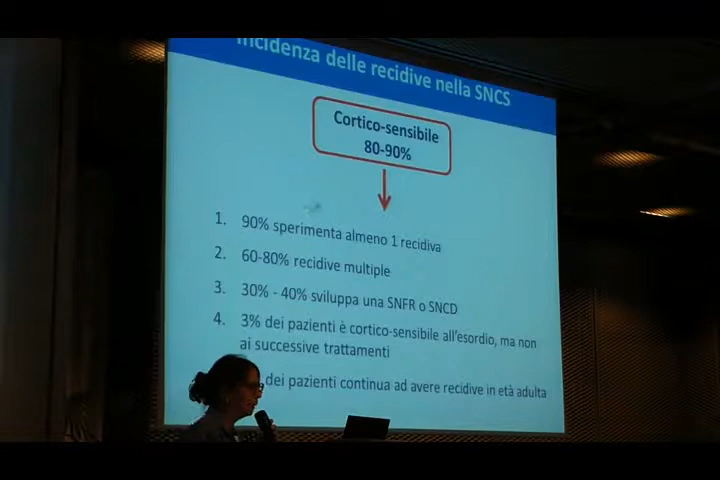 incidenza delle recidive nella SNCS
Cortico-sensibile
80-90%
1. 90% sperimenta almeno 1 recidiva
2. 60-80% recidive multiple
3. 30% - 40% sviluppa una SNFR o SNCD
4. 3% dei pazienti è cortico-sensibile all'esordio, ma non
ai successive trattamenti
dei pazienti continua ad avere recidive in età adulta